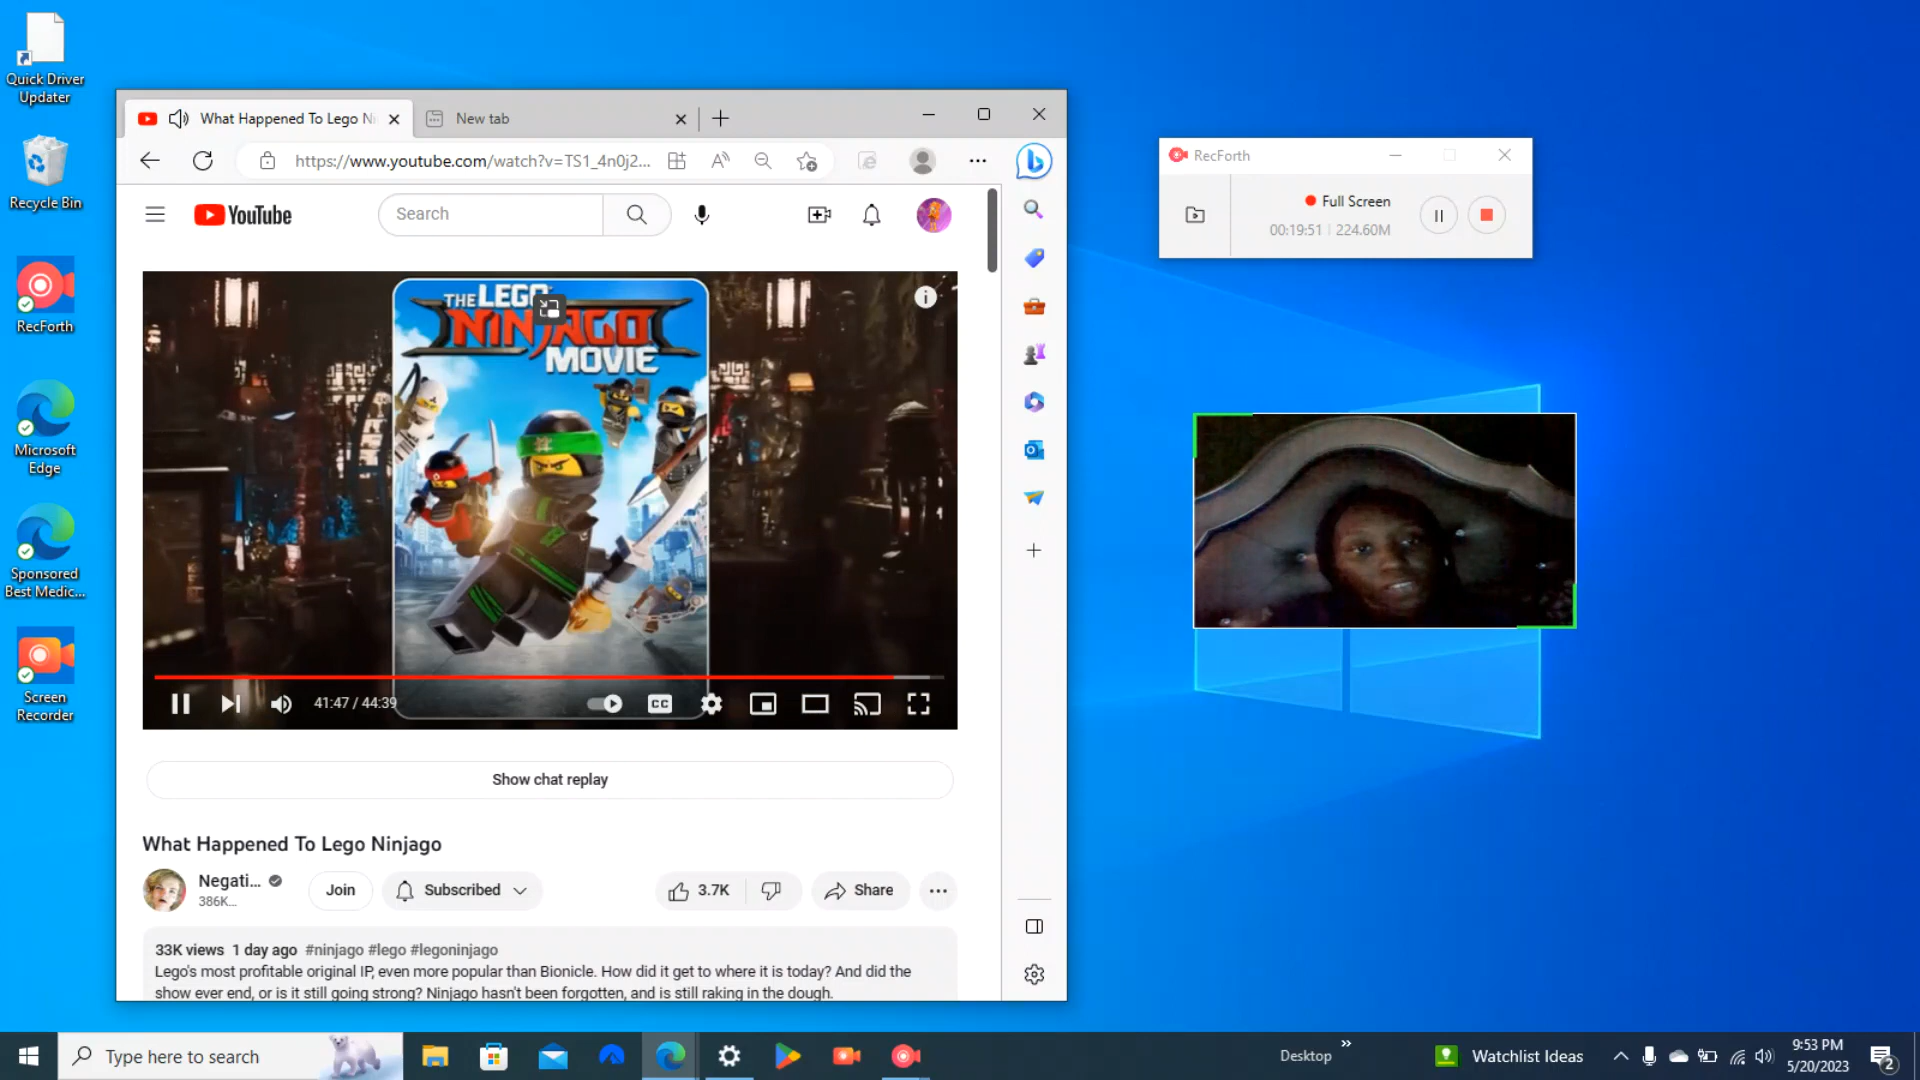 Quick Driver
Updater
Recycle Bin
RecForth
Microsoft
Edge
Sponsored
Best Medic...
Screen
Recorder
What Happened To Lego Ni
New tab
https://www.youtube.com/watch?v=TS1_4n0j2...
YouTube
Search
THE LEGO
NINJAGO
MOVIE
41:47 / 44:39
CC
Show chat replay
What Happened To Lego Ninjago
Negati...
386K...
Join
Subscribed
3.7K
Share
33K views 1 day ago #ninjago #lego #legoninjago
Lego's most profitable original IP, even more popular than Bionicle. How did it get to where it is today? And did the
show ever end, or is it still going strong? Ninjago hasn't been forgotten, and is still raking in the dough.
RecForth
Full Screen
00:19:51 | 224.60M
Type here to search
Desktop
Watchlist Ideas
9:53 PM
5/20/2023
2